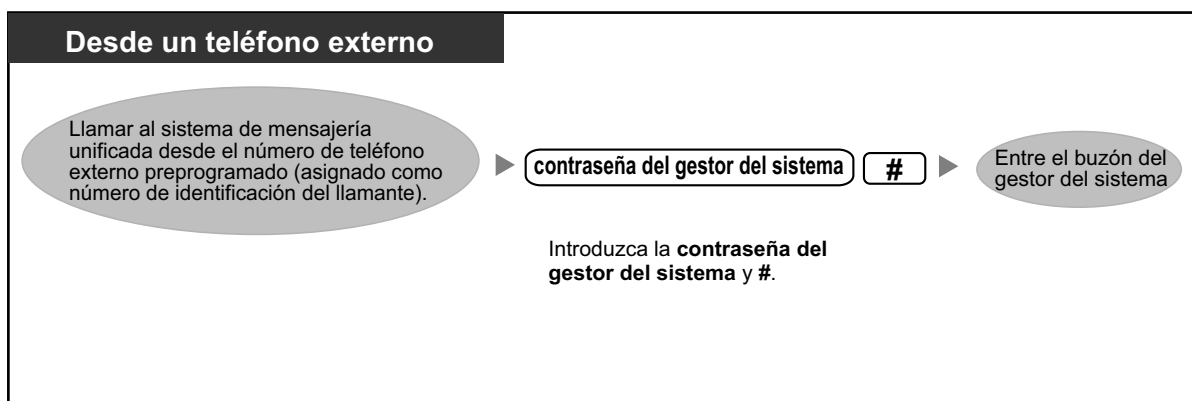 Desde un teléfono externo
Llamar al sistema de mensajería
unificada desde el número de teléfono
externo preprogramado (asignado como
número de identificación del llamante).
contraseña del gestor del sistema #
Introduzca la contraseña del
gestor del sistema y #.
Entre el buzón del
gestor del sistema